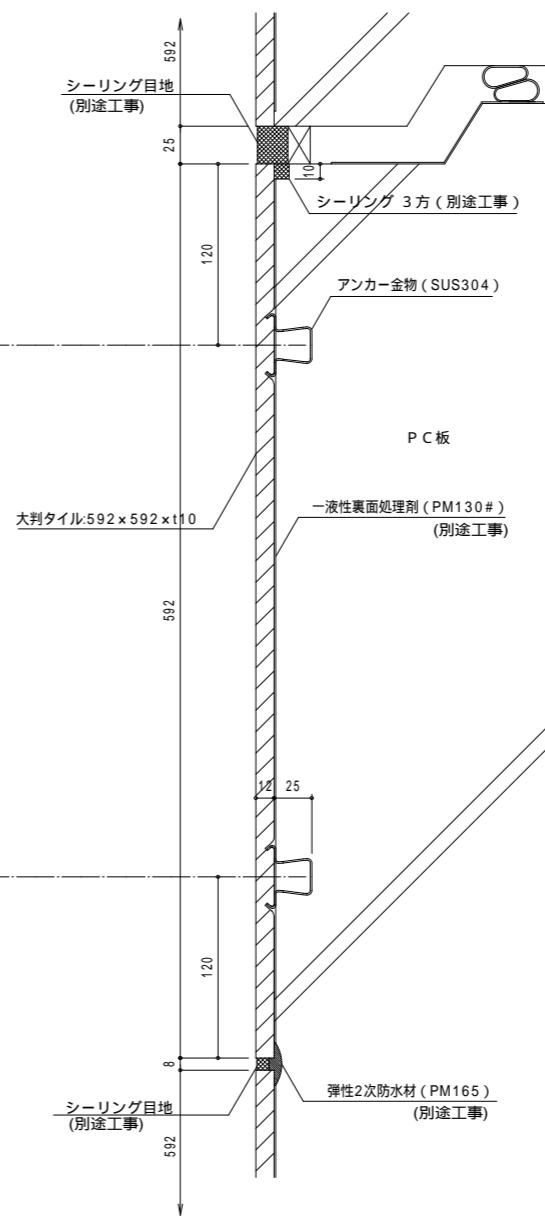 592
シーリング目地
(別途工事)
25
10
シーリング 3方(別途工事)
120
アンカー金物(SUS304)
PC板
大判タイル:592×592×t10
一液性裏面処理剤(PM130#)
(別途工事)
592
12
25
120
8
弾性2次防水材(PM165)
(別途工事)
シーリング目地
(別途工事)
592